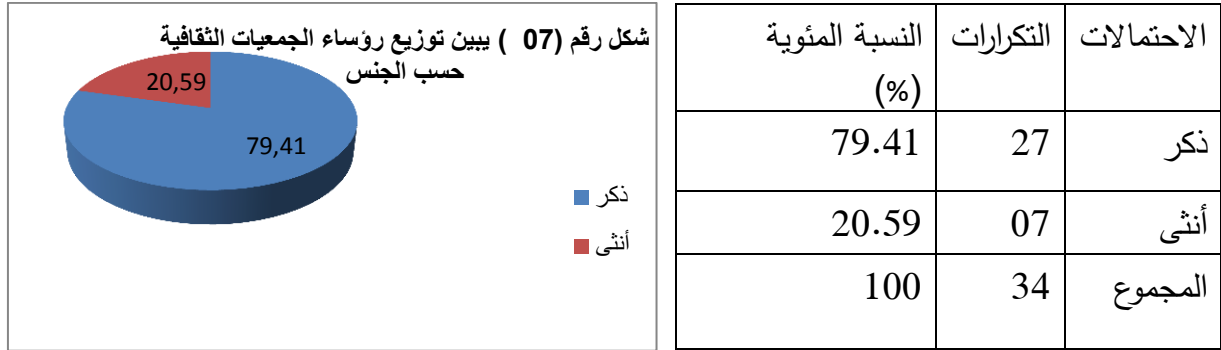 شكل رقم (07 ) يبين توزيع رؤساء الجمعيات الثقافية
حسب الجنس
20,59
79,41
ذكر
أنثى
الاحتمالات التكرارات النسبة المئوية
(%)
ذكر 27 79.41
أنثى 07 20.59
المجموع 34 100